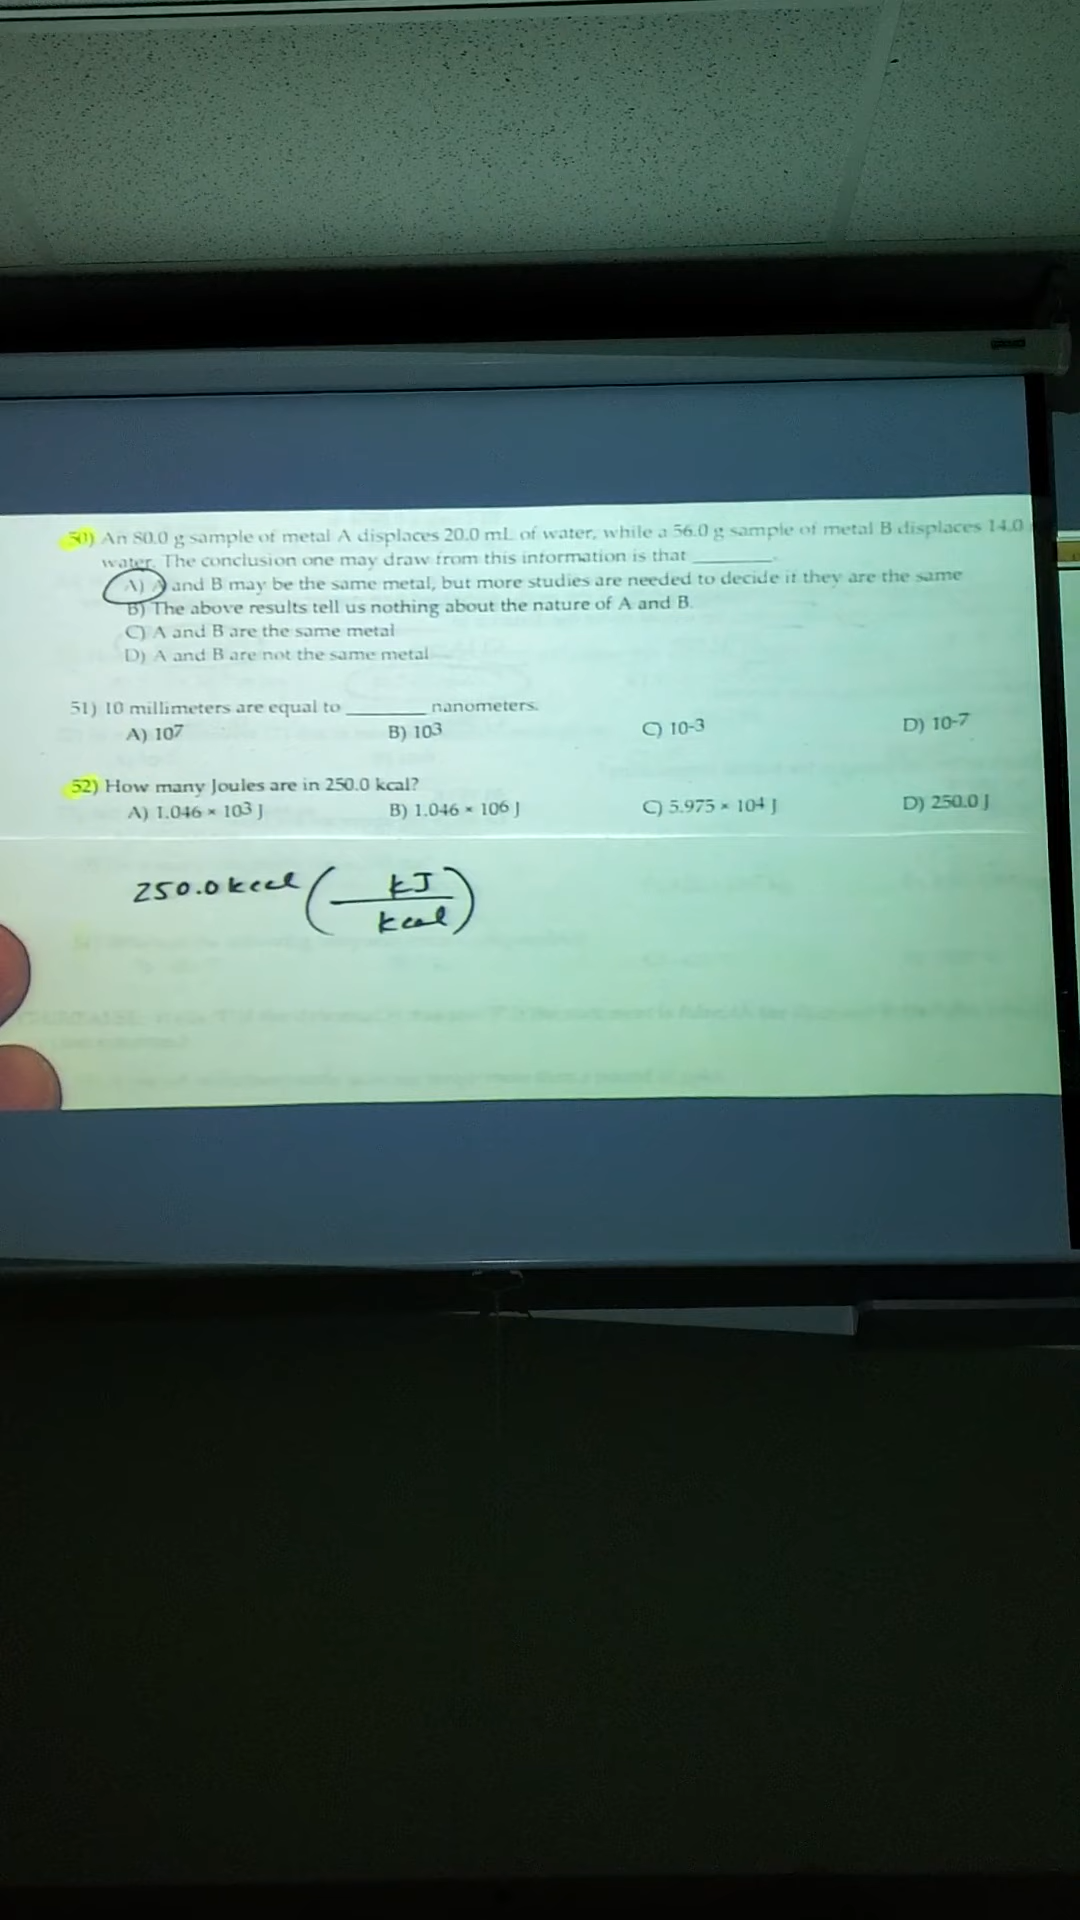 50) An 80.0 g sample of metal A displaces 20.0 mL of water, while a 56.0 g sample of metal B displaces 14.0
water. The conclusion one may draw from this information is that ________.
A) A and B may be the same metal, but more studies are needed to decide if they are the same
B) The above results tell us nothing about the nature of A and B.
C) A and B are the same metal
D) A and B are not the same metal
51) 10 millimeters are equal to ________ nanometers.
A) 10⁷ B) 10³ C) 10-3 D) 10-7
52) How many Joules are in 250.0 kcal?
A) 1.046 × 10³ J B) 1.046 × 10⁶ J C) 5.975 × 10⁴ J D) 250.0 J
250.0 kcal ( kJ
kcal )